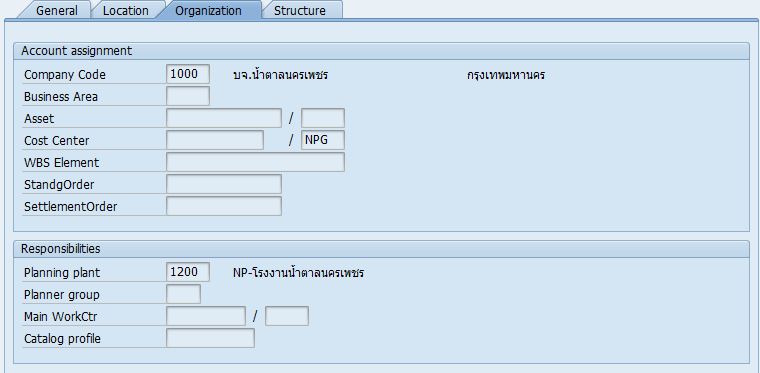 General Location Organization Structure
Account assignment
Company Code 1000 บจ.น้ำตาลนครเพชร กรุงเทพมหานคร
Business Area
Asset /
Cost Center / NPG
WBS Element
StandgOrder
SettlementOrder
Responsibilities
Planning plant 1200 NP-โรงงานน้ำตาลนครเพชร
Planner group
Main WorkCtr /
Catalog profile